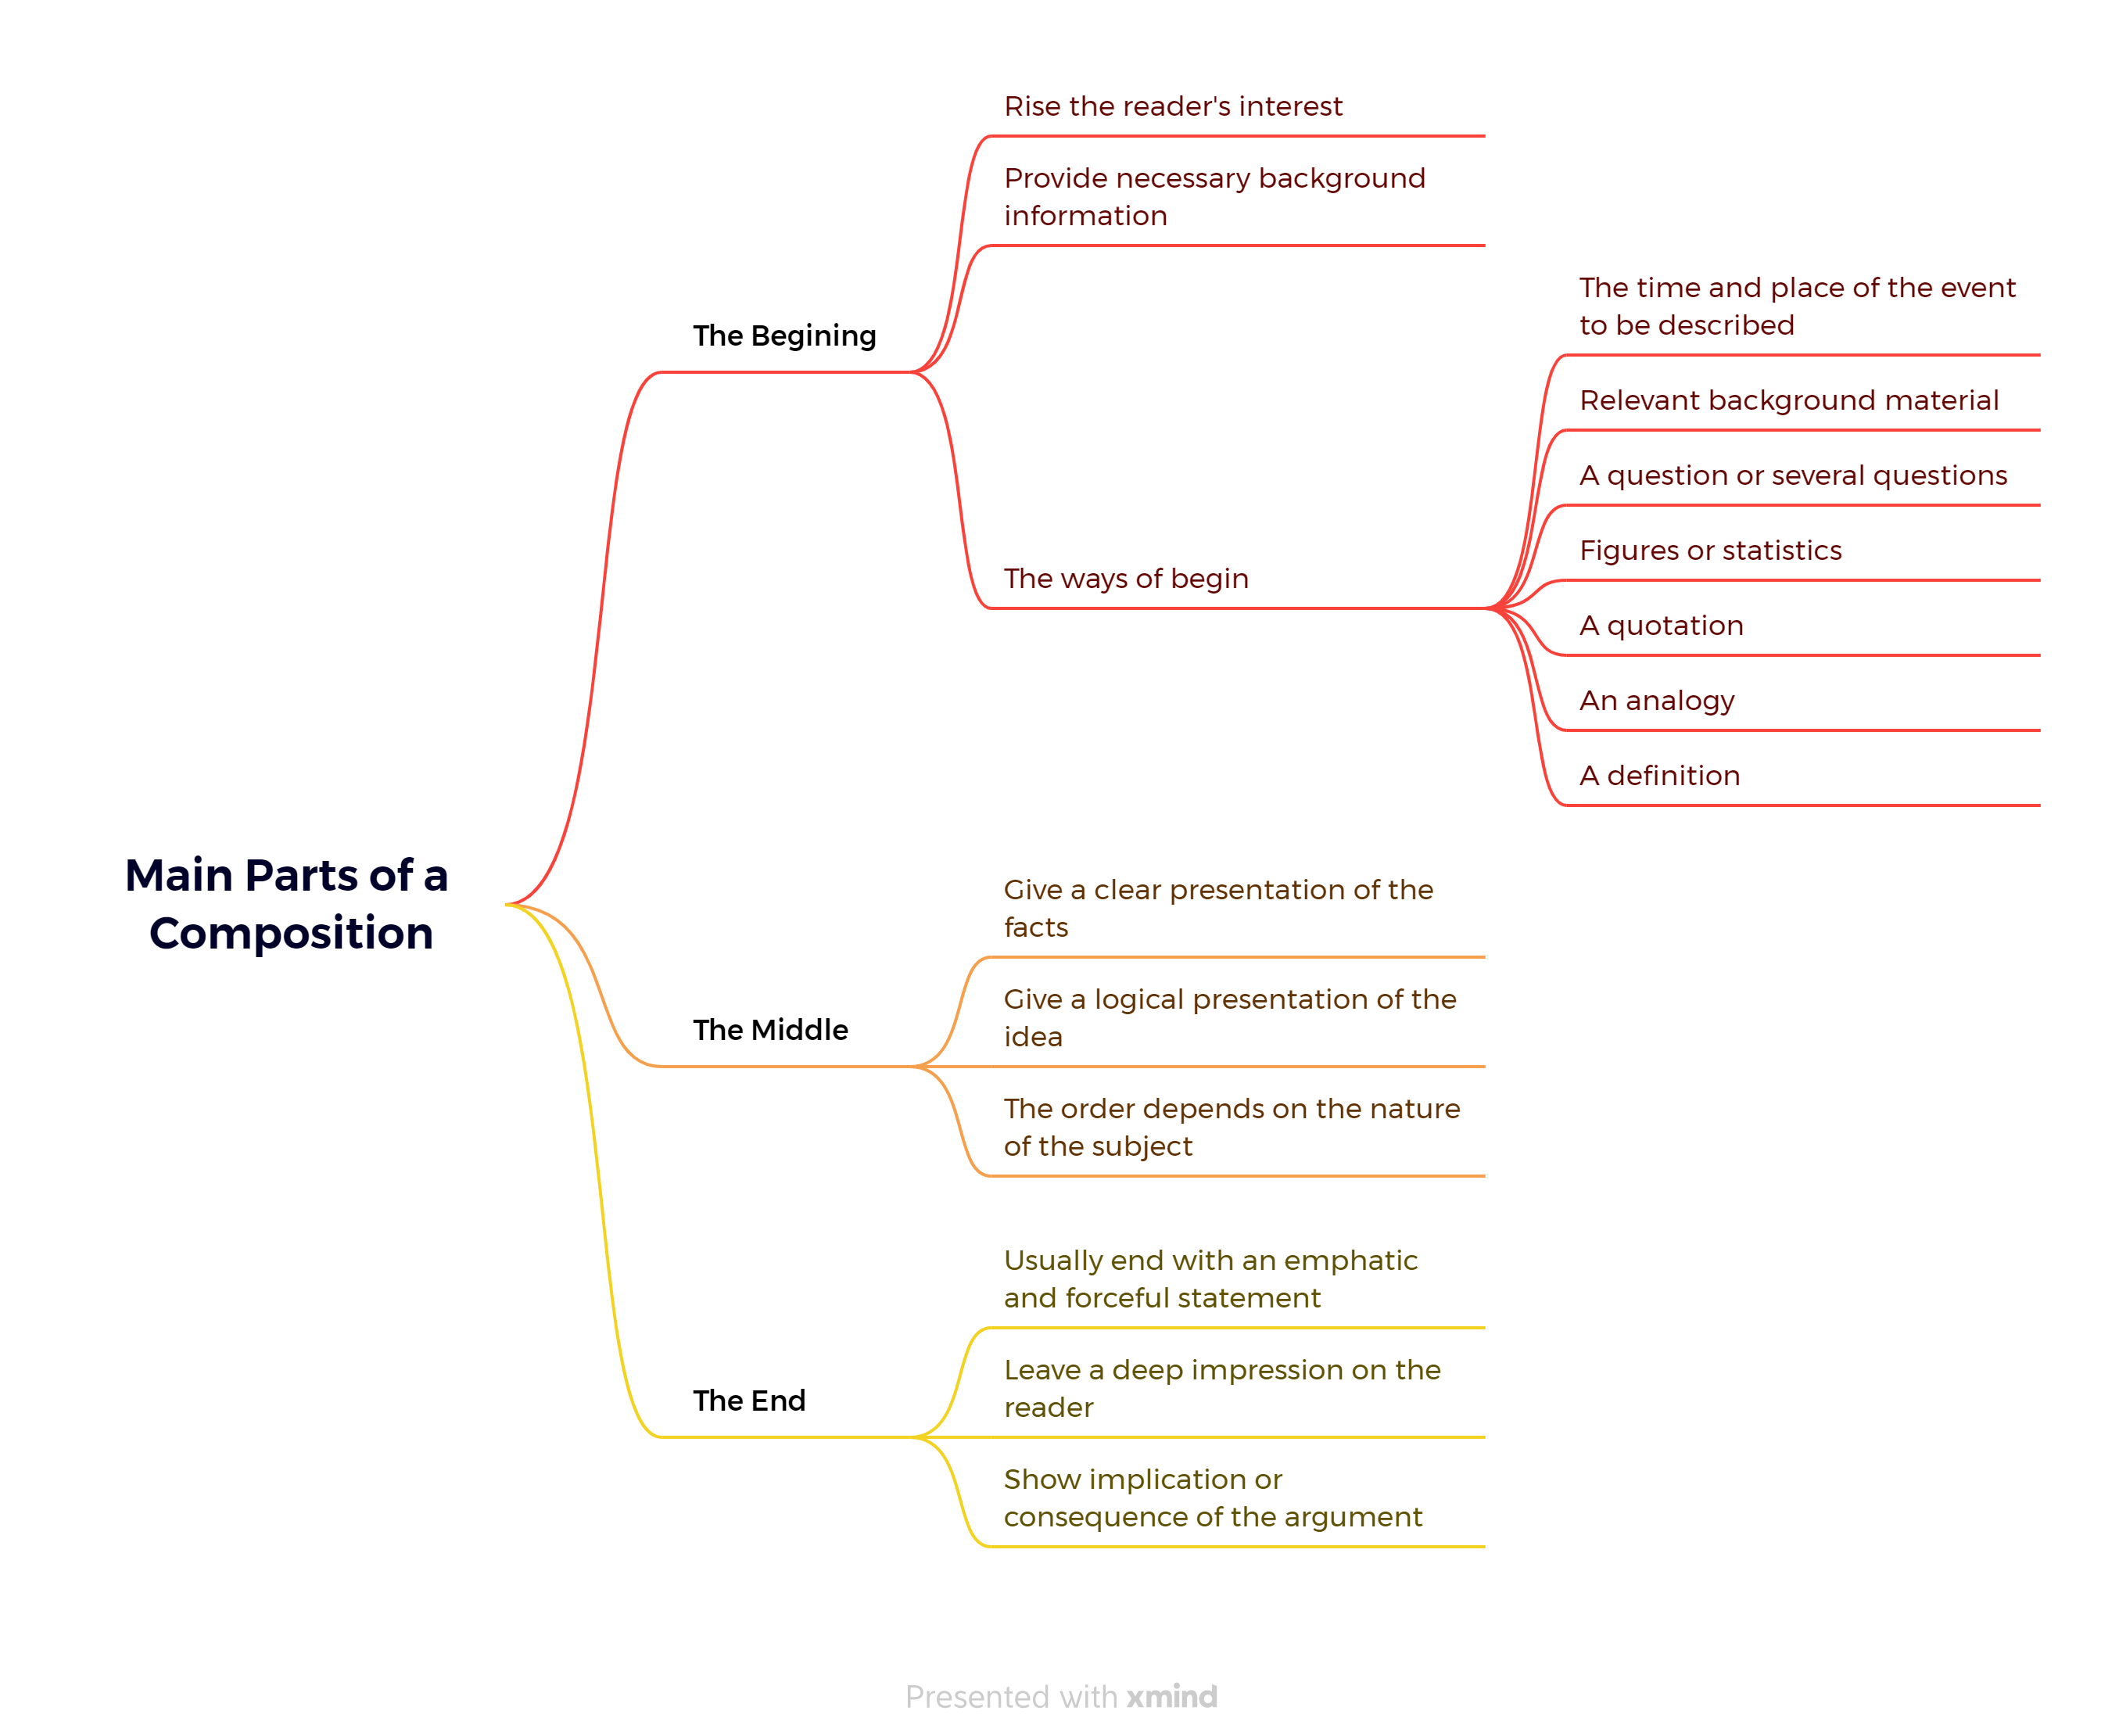 Main Parts of a
Composition
The Begining
Rise the reader's interest
Provide necessary background
information
The ways of begin
The time and place of the event
to be described
Relevant background material
A question or several questions
Figures or statistics
A quotation
An analogy
A definition
The Middle
Give a clear presentation of the
facts
Give a logical presentation of the
idea
The order depends on the nature
of the subject
The End
Usually end with an emphatic
and forceful statement
Leave a deep impression on the
reader
Show implication or
consequence of the argument
Presented with xmind